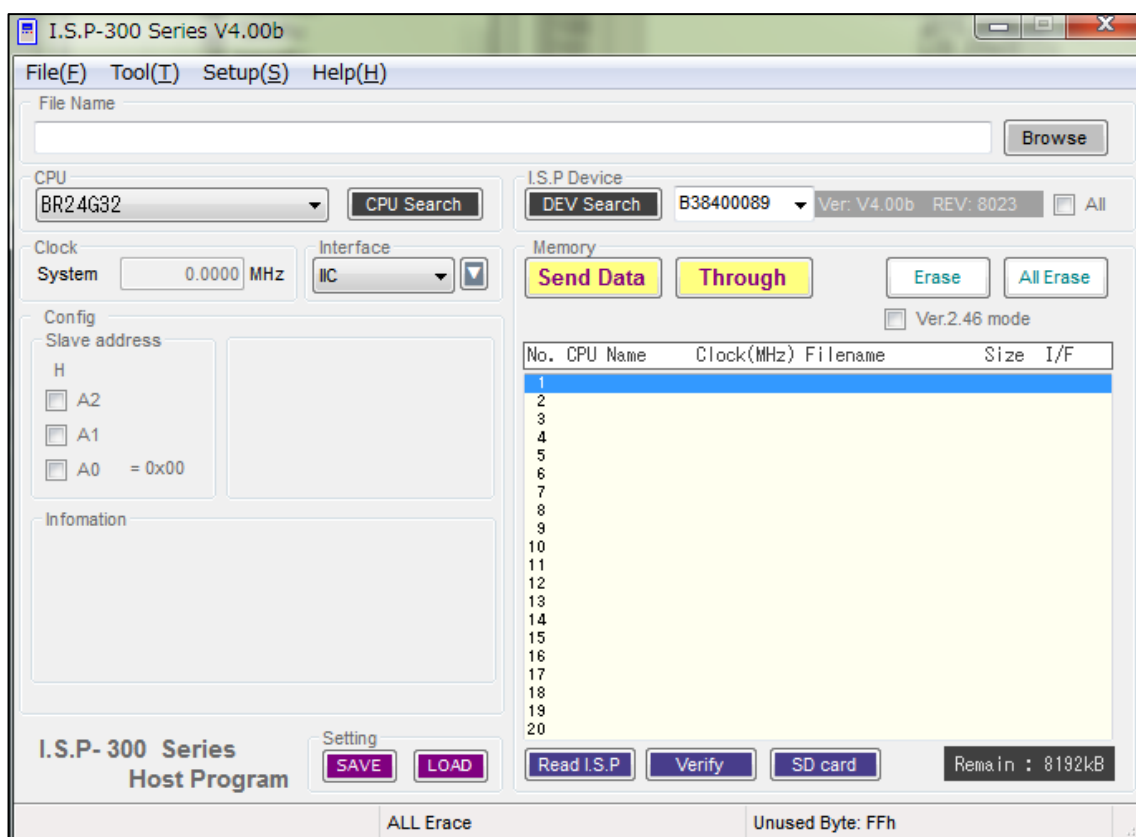 I.S.P-300 Series V4.00b
File(F) Tool(T) Setup(S) Help(H)
File Name
Browse
CPU
BR24G32
CPU Search
I.S.P Device
DEV Search
B38400089
Ver: V4.00b REV: 8023
All
Clock
System 0.0000 MHz
Interface
IIC
Memory
Send Data
Through
Erase
All Erase
Ver.2.46 mode
Config
Slave address
H
A2
A1
A0 = 0x00
Infomation
No. CPU Name Clock(MHz) Filename Size I/F
1
2
3
4
5
6
7
8
9
10
11
12
13
14
15
16
17
18
19
20
I.S.P- 300 Series
Host Program
Setting
SAVE
LOAD
Read I.S.P
Verify
SD card
Remain : 8192kB
ALL Erace
Unused Byte: FFh